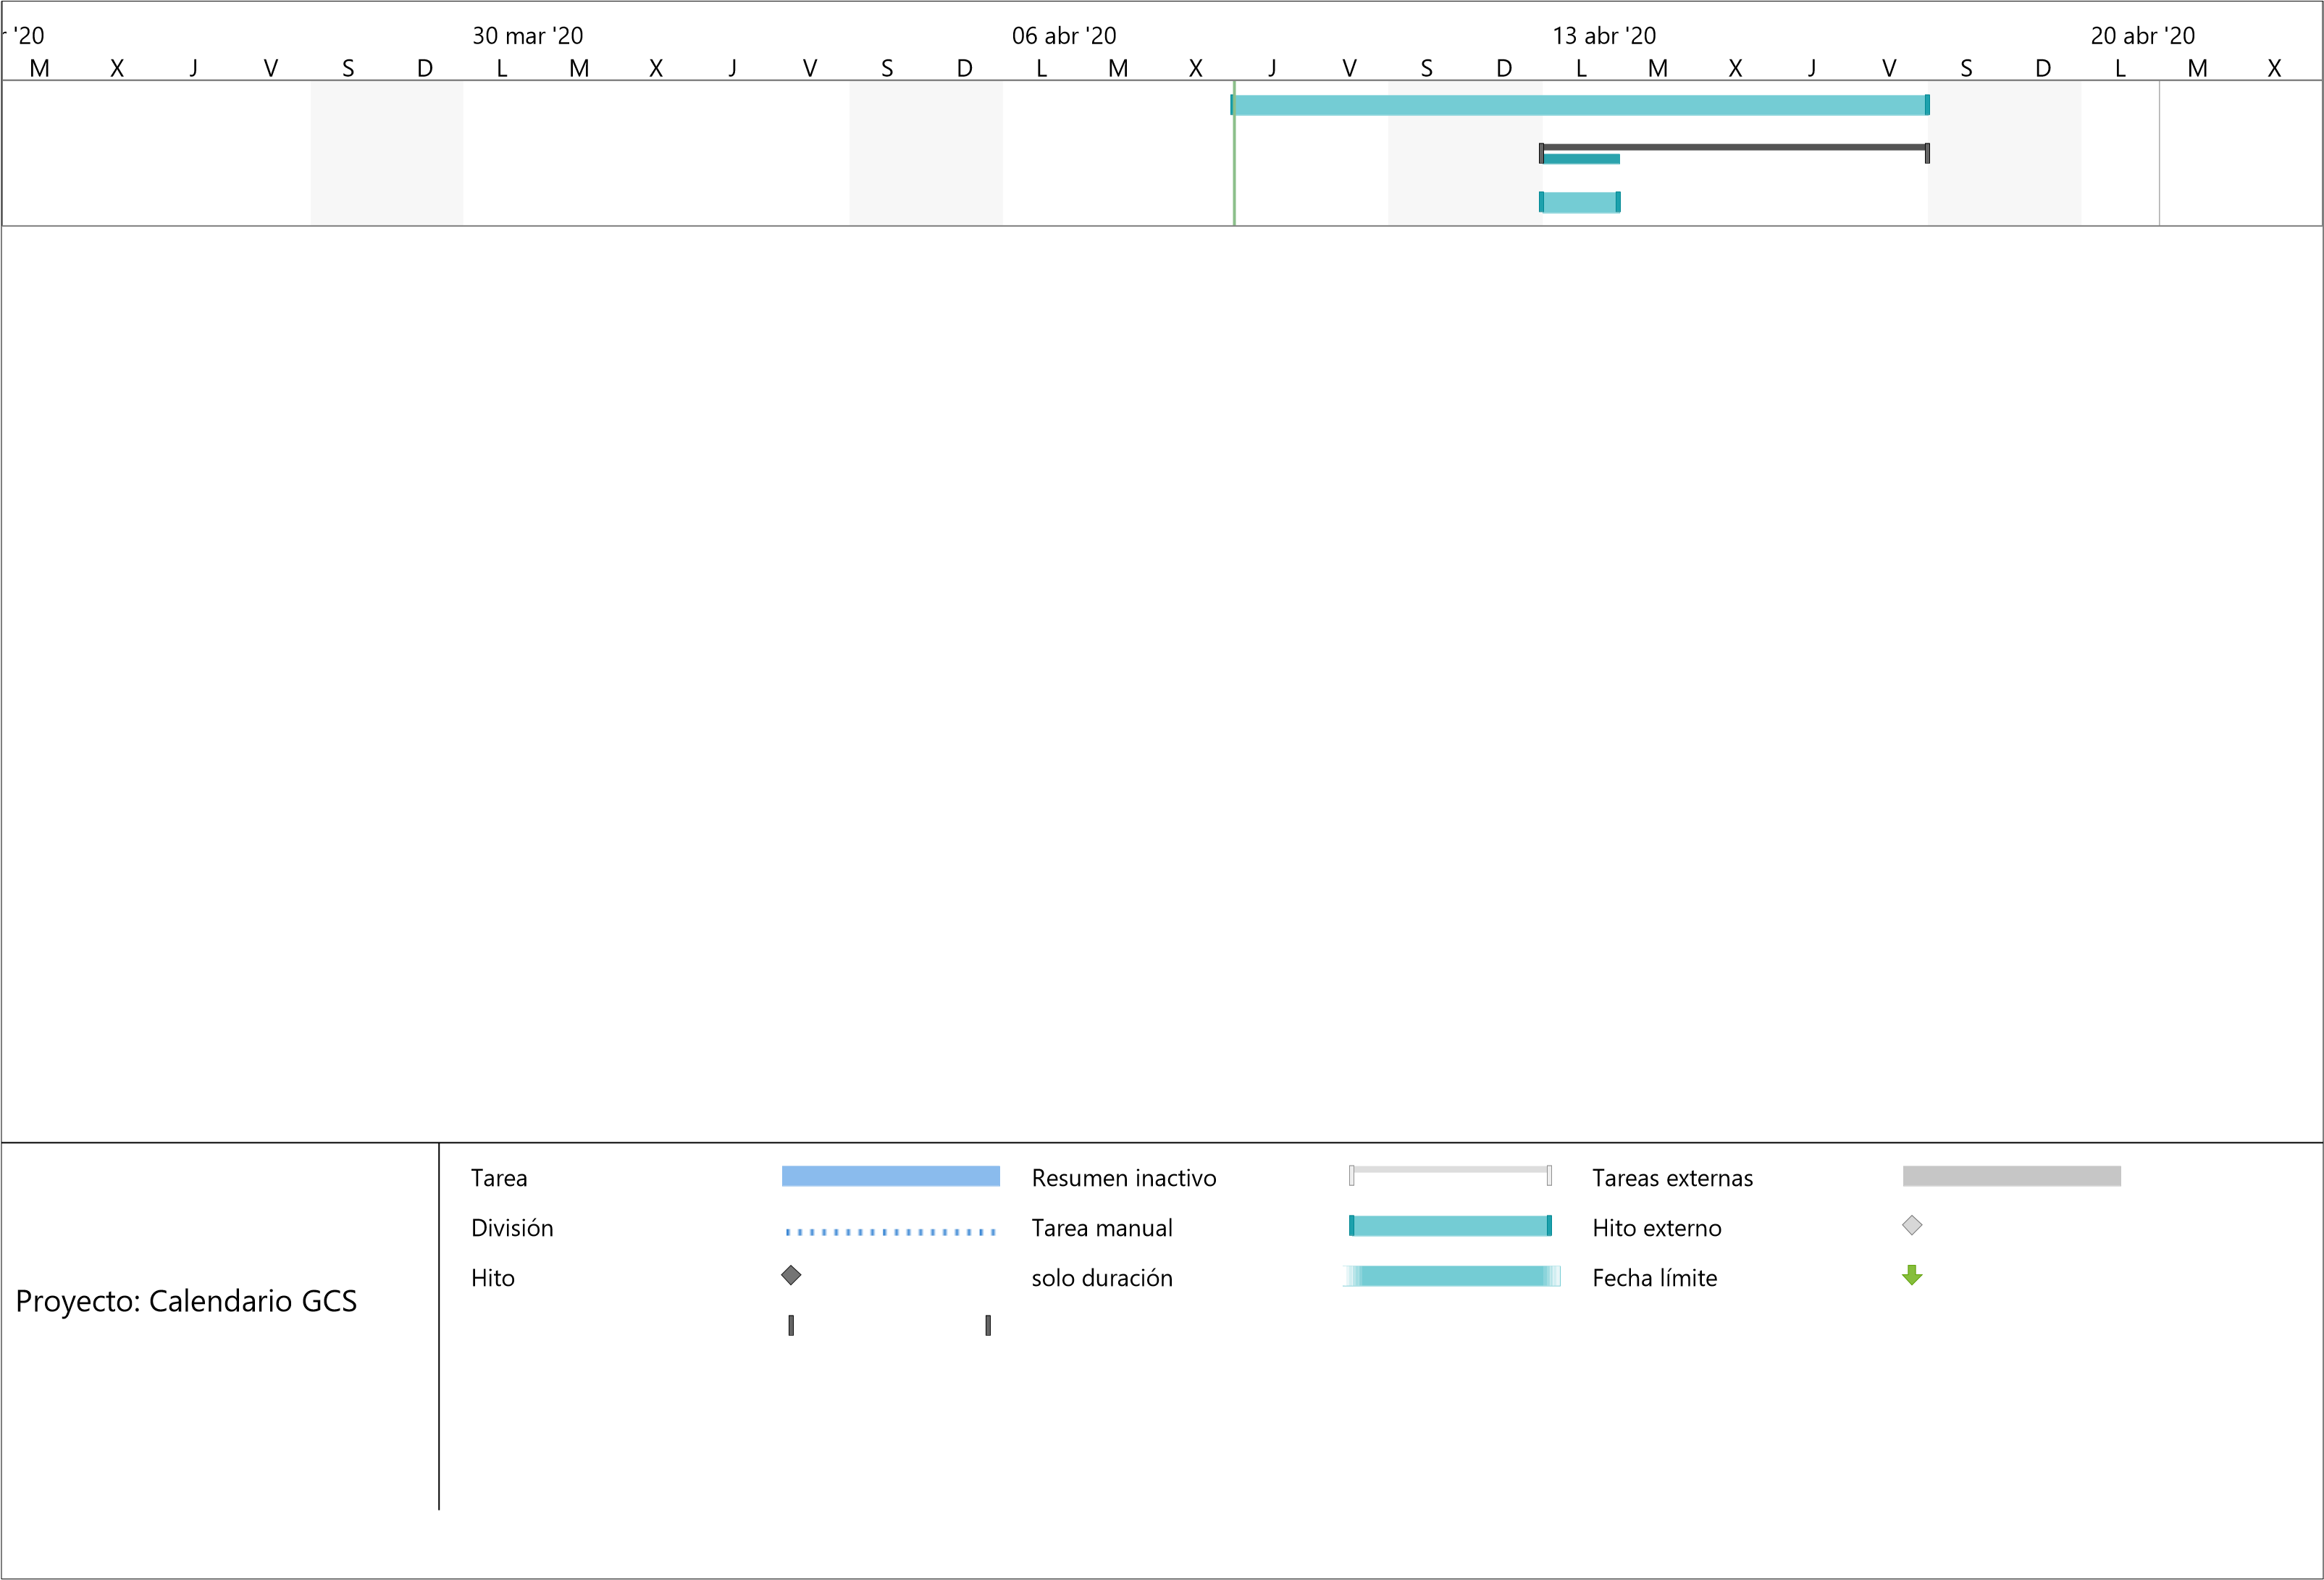 '20 30 mar '20 06 abr '20 13 abr '20 20 abr '20
M X J V S D L M X J V S D L M X J V S D L M X J V S D L M X
Tarea Resumen inactivo Tareas externas
División Tarea manual Hito externo
Hito solo duración Fecha límite
Proyecto: Calendario GCS